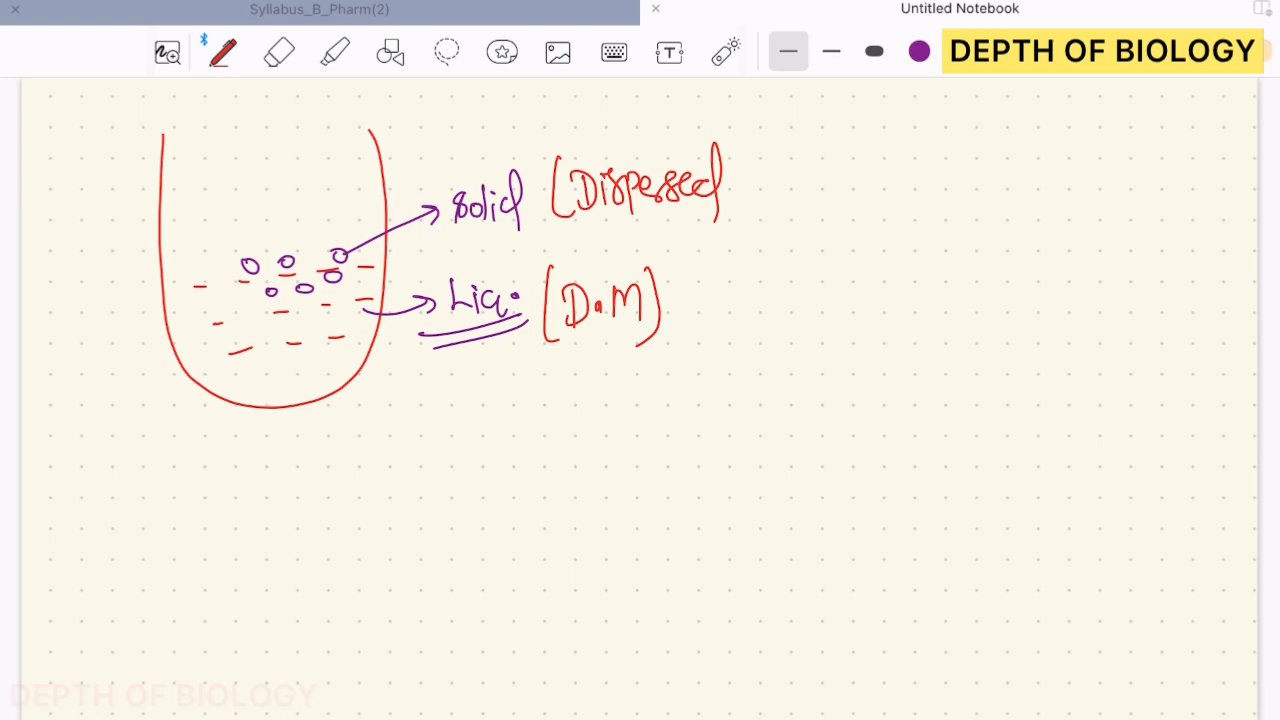 Syllabus_B_Pharm(2)
Untitled Notebook
T
DEPTH OF BIOLOGY
Solid (Dispersed
Liq. (D.M)
DEPTH OF BIOLOGY